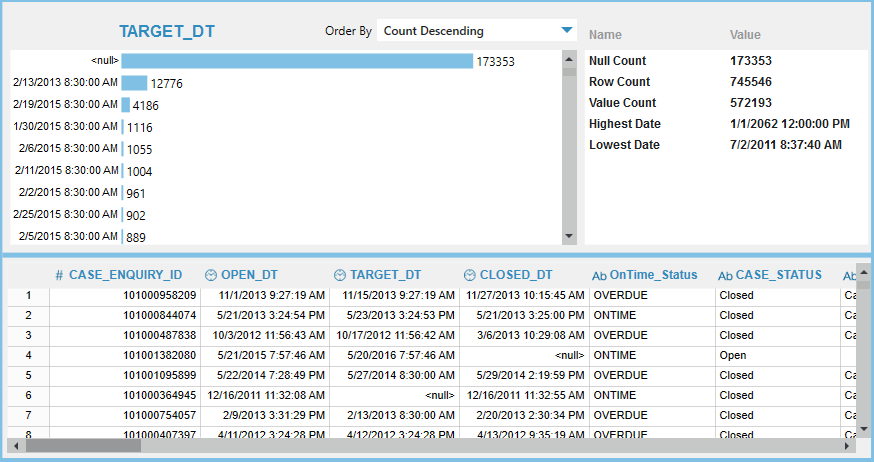 TARGET_DT Order By Count Descending
<null> 173353
2/13/2013 8:30:00 AM 12776
2/19/2015 8:30:00 AM 4186
1/30/2015 8:30:00 AM 1116
2/6/2015 8:30:00 AM 1055
2/11/2015 8:30:00 AM 1004
2/2/2015 8:30:00 AM 961
2/25/2015 8:30:00 AM 902
2/5/2015 8:30:00 AM 889
Name Value
Null Count 173353
Row Count 745546
Value Count 572193
Highest Date 1/1/2062 12:00:00 PM
Lowest Date 7/2/2011 8:37:40 AM
# CASE_ENQUIRY_ID OPEN_DT TARGET_DT CLOSED_DT Ab OnTime_Status Ab CASE_STATUS Ab
1 101000958209 11/1/2013 9:27:19 AM 11/15/2013 9:27:19 AM 11/27/2013 10:15:45 AM OVERDUE Closed Ca
2 101000844074 5/21/2013 3:24:54 PM 5/23/2013 3:24:53 PM 5/21/2013 3:25:00 PM ONTIME Closed Ca
3 101000487838 10/3/2012 11:56:43 AM 10/17/2012 11:56:42 AM 3/6/2013 10:29:08 AM OVERDUE Closed Ca
4 101001382080 5/21/2015 7:57:46 AM 5/20/2016 7:57:46 AM <null> ONTIME Open
5 101001095899 5/22/2014 7:28:49 PM 5/27/2014 8:30:00 AM 5/29/2014 2:19:59 PM OVERDUE Closed Ca
6 101000364945 12/16/2011 11:32:08 AM <null> 12/16/2011 11:32:55 AM ONTIME Closed Ca
7 101000754057 2/9/2013 3:31:29 PM 2/13/2013 8:30:00 AM 2/20/2013 2:30:34 PM OVERDUE Closed Ca
8 101000407397 4/11/2012 3:24:28 PM 4/12/2012 3:24:28 PM 4/13/2012 9:35:19 AM OVERDUE Closed Ca